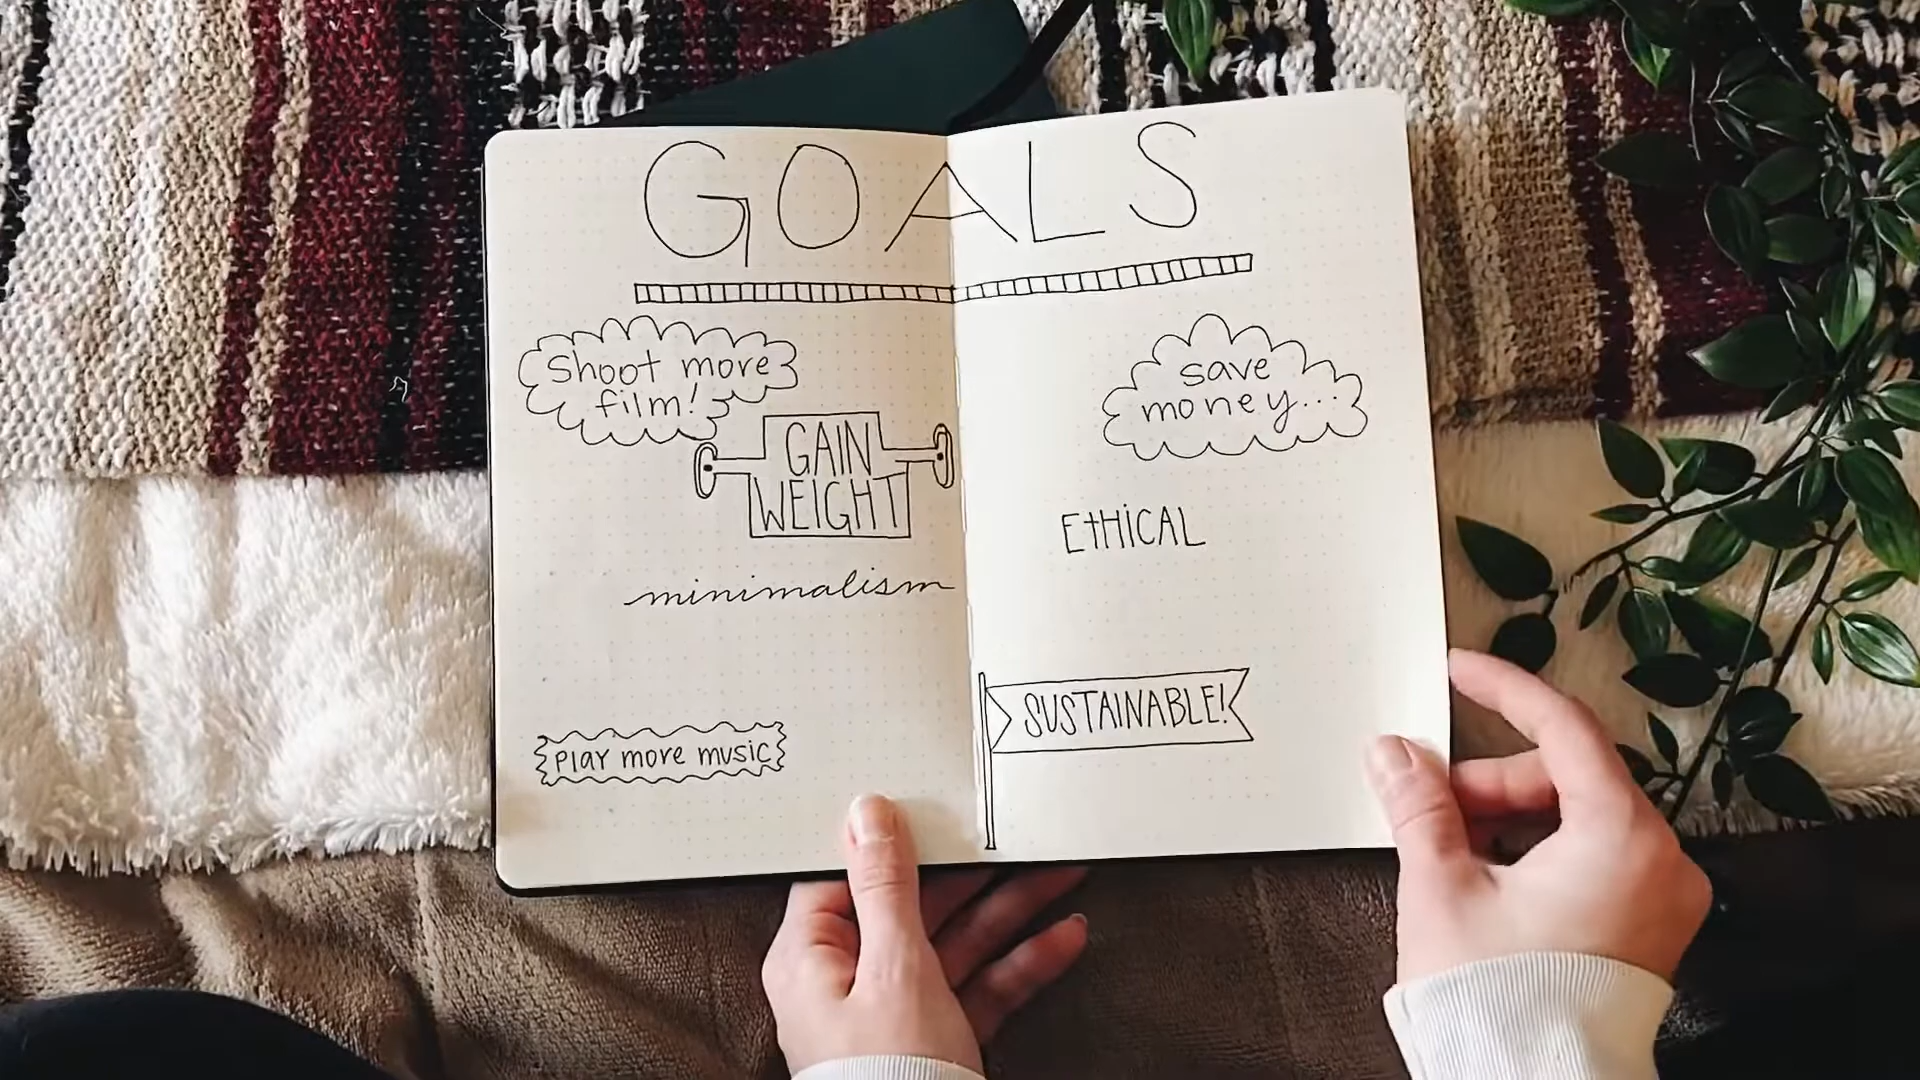 GOALS
Shoot more
film!
GAIN
WEIGHT
minimalism
play more music
save
money...
EtHiCAL
SUSTAINABLE!